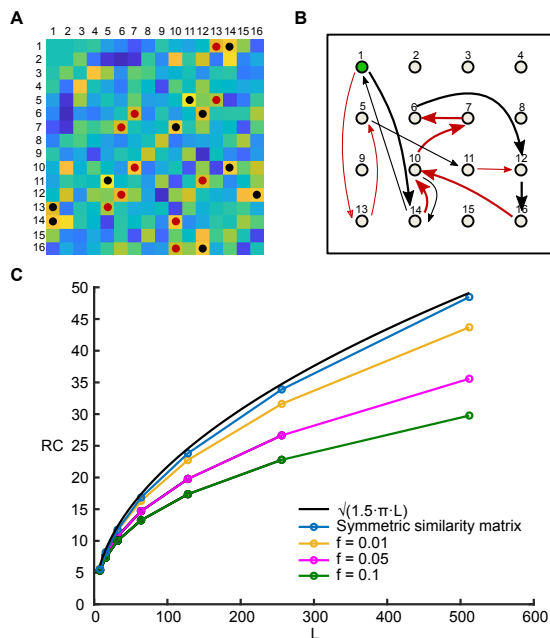 A
1 2 3 4 5 6 7 8 9 10 11 12 13 14 15 16
1
2
3
4
5
6
7
8
9
10
11
12
13
14
15
16
B
1 2 3 4
5 6 7 8
9 10 11 12
13 14 15 16
C
50
45
40
35
30
25
20
15
10
5
0
RC
√(1.5·π·L)
Symmetric similarity matrix
f = 0.01
f = 0.05
f = 0.1
0 100 200 300 400 500 600
L